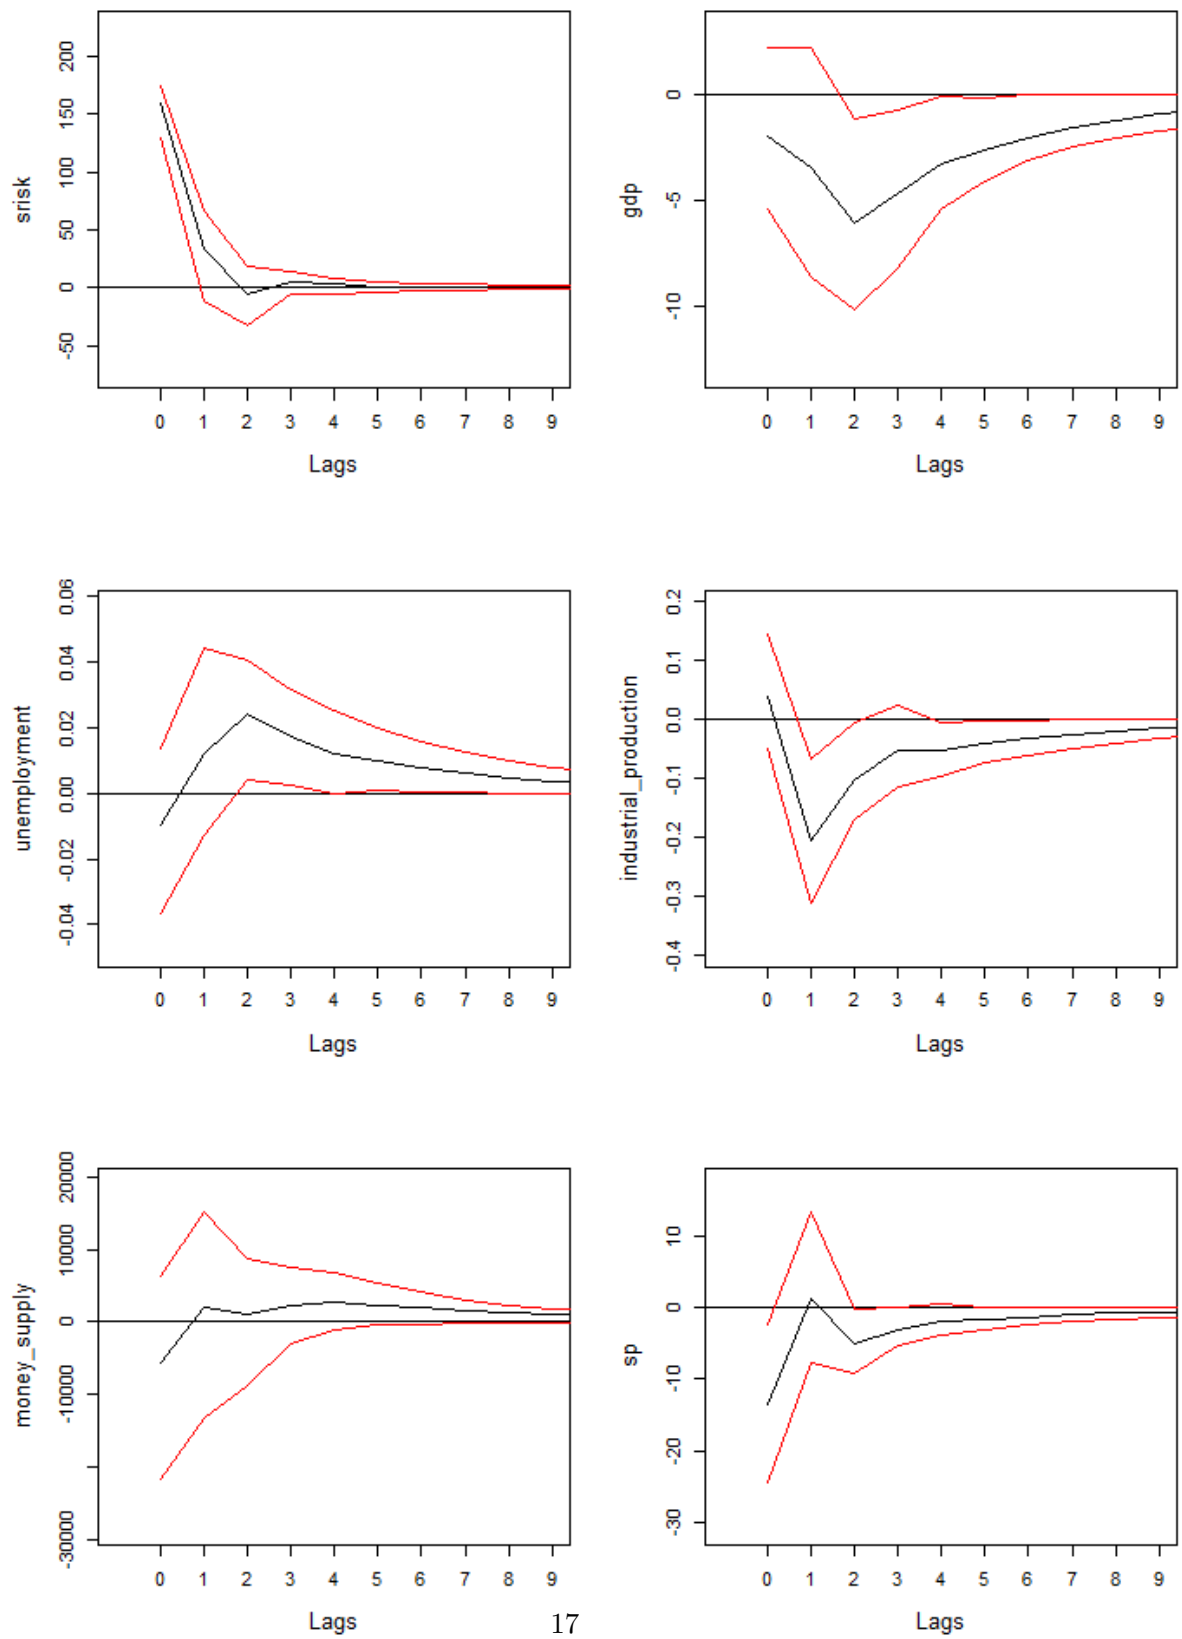 srisk
200
150
100
50
0
-50
0 1 2 3 4 5 6 7 8 9
Lags
gdp
0
-5
-10
0 1 2 3 4 5 6 7 8 9
Lags
unemployment
0.06
0.04
0.02
0.00
-0.02
-0.04
0 1 2 3 4 5 6 7 8 9
Lags
industrial_production
0.2
0.1
0.0
-0.1
-0.2
-0.3
-0.4
0 1 2 3 4 5 6 7 8 9
Lags
money_supply
20000
10000
0
-10000
-30000
0 1 2 3 4 5 6 7 8 9
Lags
sp
10
0
-10
-20
-30
0 1 2 3 4 5 6 7 8 9
Lags
17